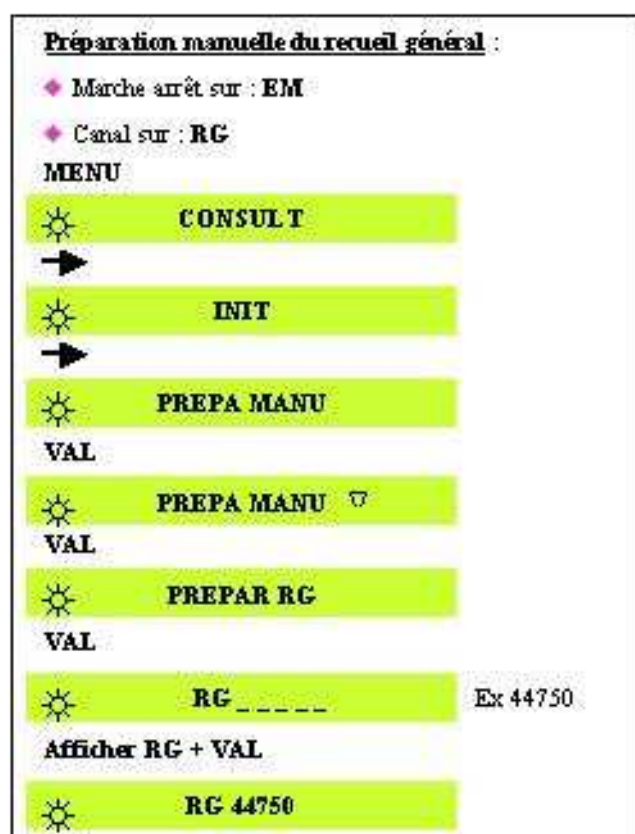 Préparation manuelle du recueil général :
Marche arrêt sur : EM
Canal sur : RG
MENU
CONSULT
INIT
PREPA MANU
VAL
PREPA MANU
VAL
PREPAR RG
VAL
RG _ _ _ _ _ Ex 44750
Afficher RG + VAL
RG 44750